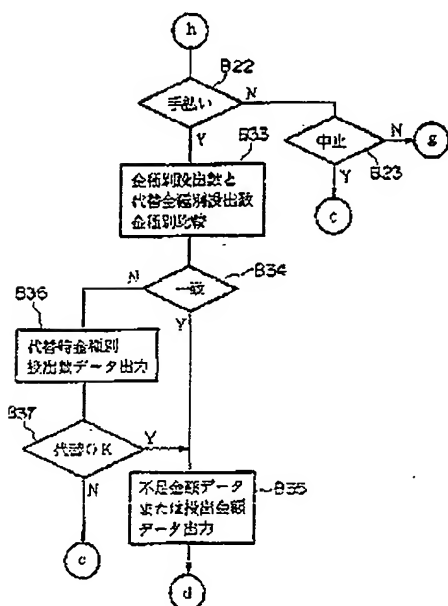 h
B22
手払い
N
Y
B33
中止
N
g
B23
Y
c
金種別投出数と
代替金種別投出数
金種別比較
B34
N
一致
Y
B36
代替時金種別
投出数データ出力
B37
代替OK
Y
N
c
不足金額データ
または投出金額
データ出力
B35
d